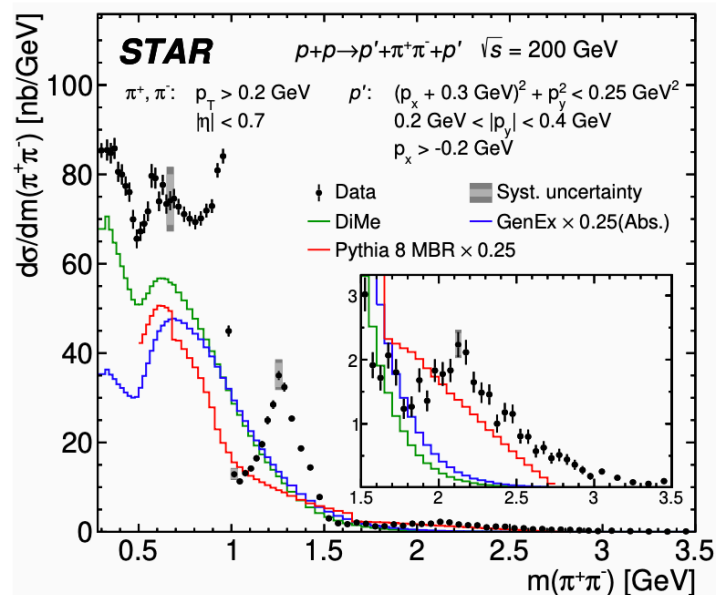 STAR p+p→p′+π⁺π⁻+p′ √s = 200 GeV
π⁺, π⁻: p_T > 0.2 GeV p′: (p_x + 0.3 GeV)² + p_y² < 0.25 GeV²
|η| < 0.7 0.2 GeV < |p_y| < 0.4 GeV
p_x > -0.2 GeV
Data Syst. uncertainty
DiMe GenEx × 0.25(Abs.)
Pythia 8 MBR × 0.25
dσ/dm(π⁺π⁻) [nb/GeV]
100
80
60
40
20
0
3
2
1
1.5 2 2.5 3 3.5
0.5 1 1.5 2 2.5 3 3.5
m(π⁺π⁻) [GeV]